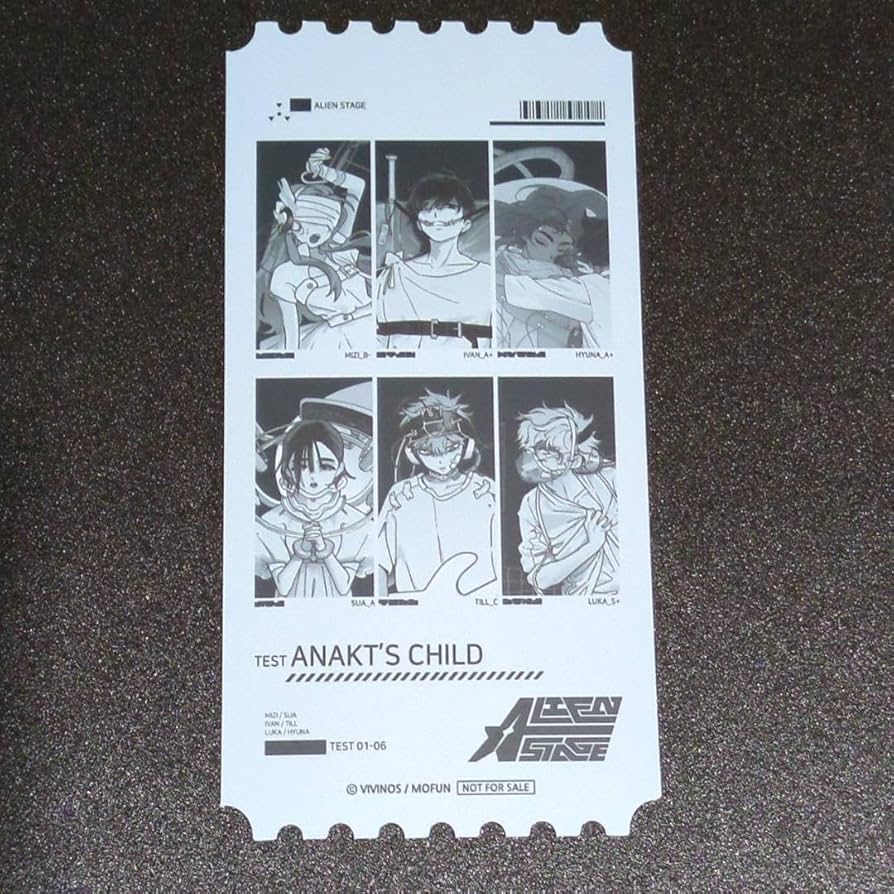 ALIEN STAGE
MIZI_B-
IVAN_A+
HYUNA_A+
SUA_A
TILL_C
LUKA_S+
TEST ANAKT'S CHILD
MIZI / SUA
IVAN / TILL
LUKA / HYUNA
TEST 01-06
ALIEN
STAGE
© VIVINOS / MOFUN NOT FOR SALE